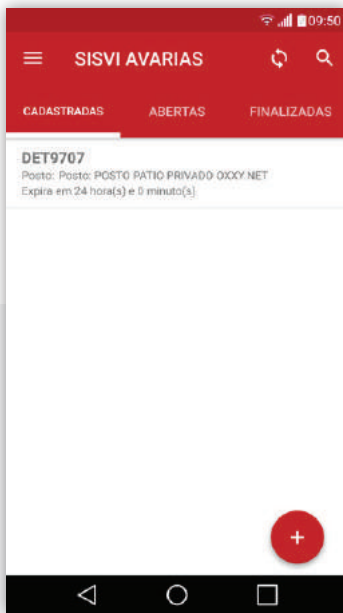 09:50
SISVI AVARIAS
CADASTRADAS ABERTAS FINALIZADAS
DET9707
Posto: Posto: POSTO PATIO PRIVADO OXXY.NET
Expira em 24 hora(s) e 0 minuto(s)
+